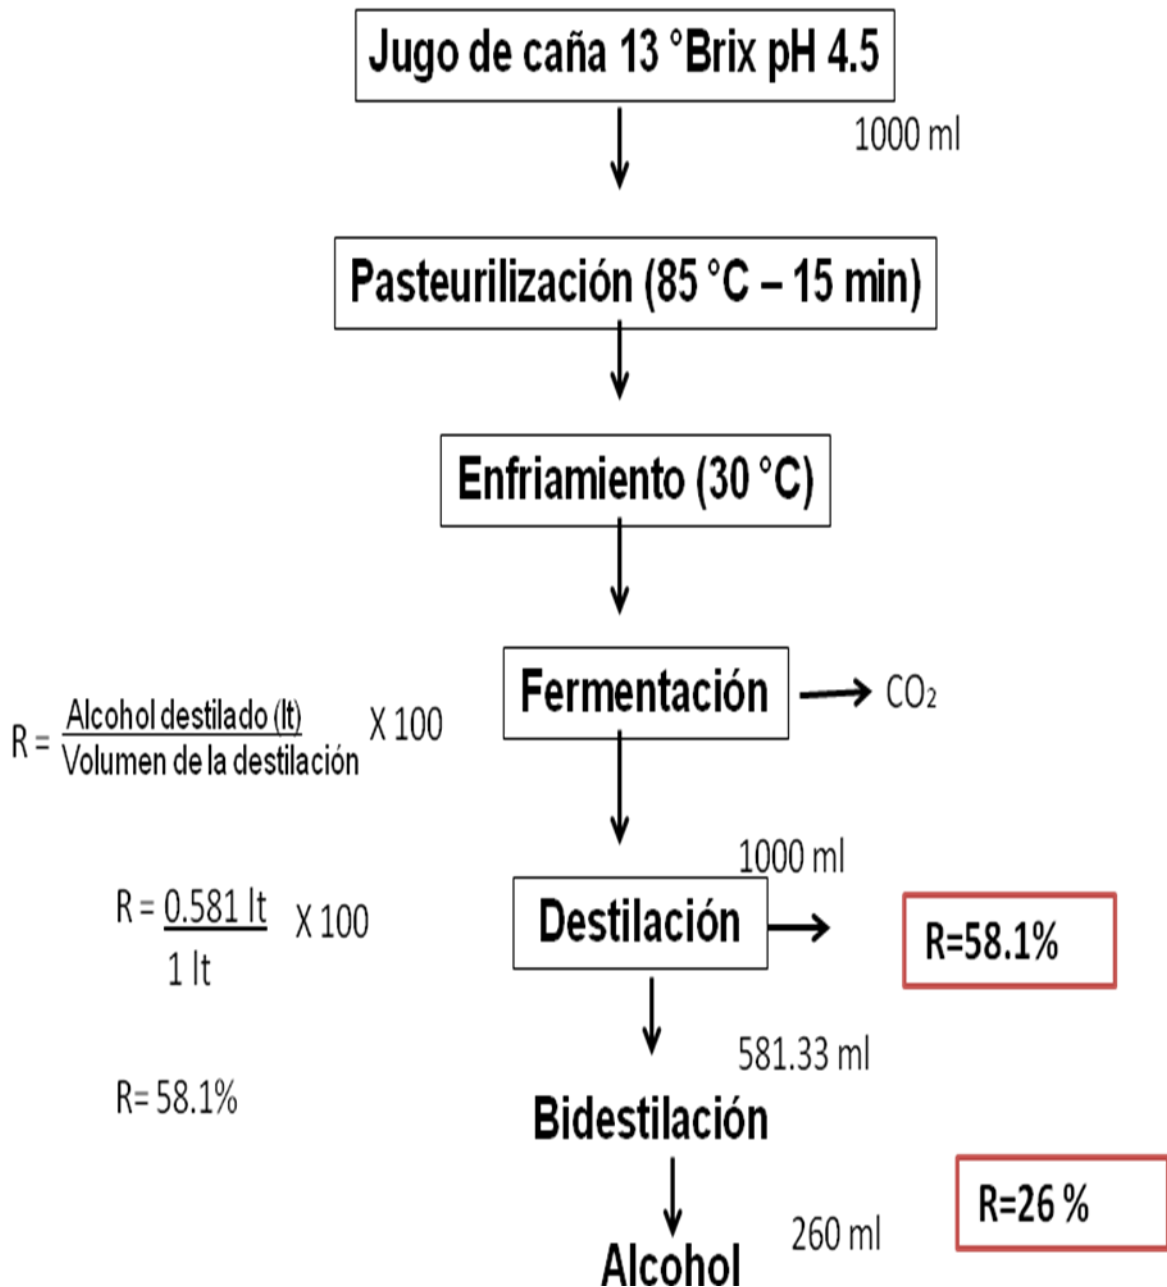 Jugo de caña 13 °Brix pH 4.5
1000 ml
Pasteurilización (85 °C – 15 min)
Enfriamiento (30 °C)
Fermentación
CO₂
R = Alcohol destilado (lt) X 100
Volumen de la destilación
1000 ml
Destilación
R = 0.581 lt X 100
1 lt
R=58.1%
581.33 ml
R= 58.1%
Bidestilación
R=26 %
260 ml
Alcohol